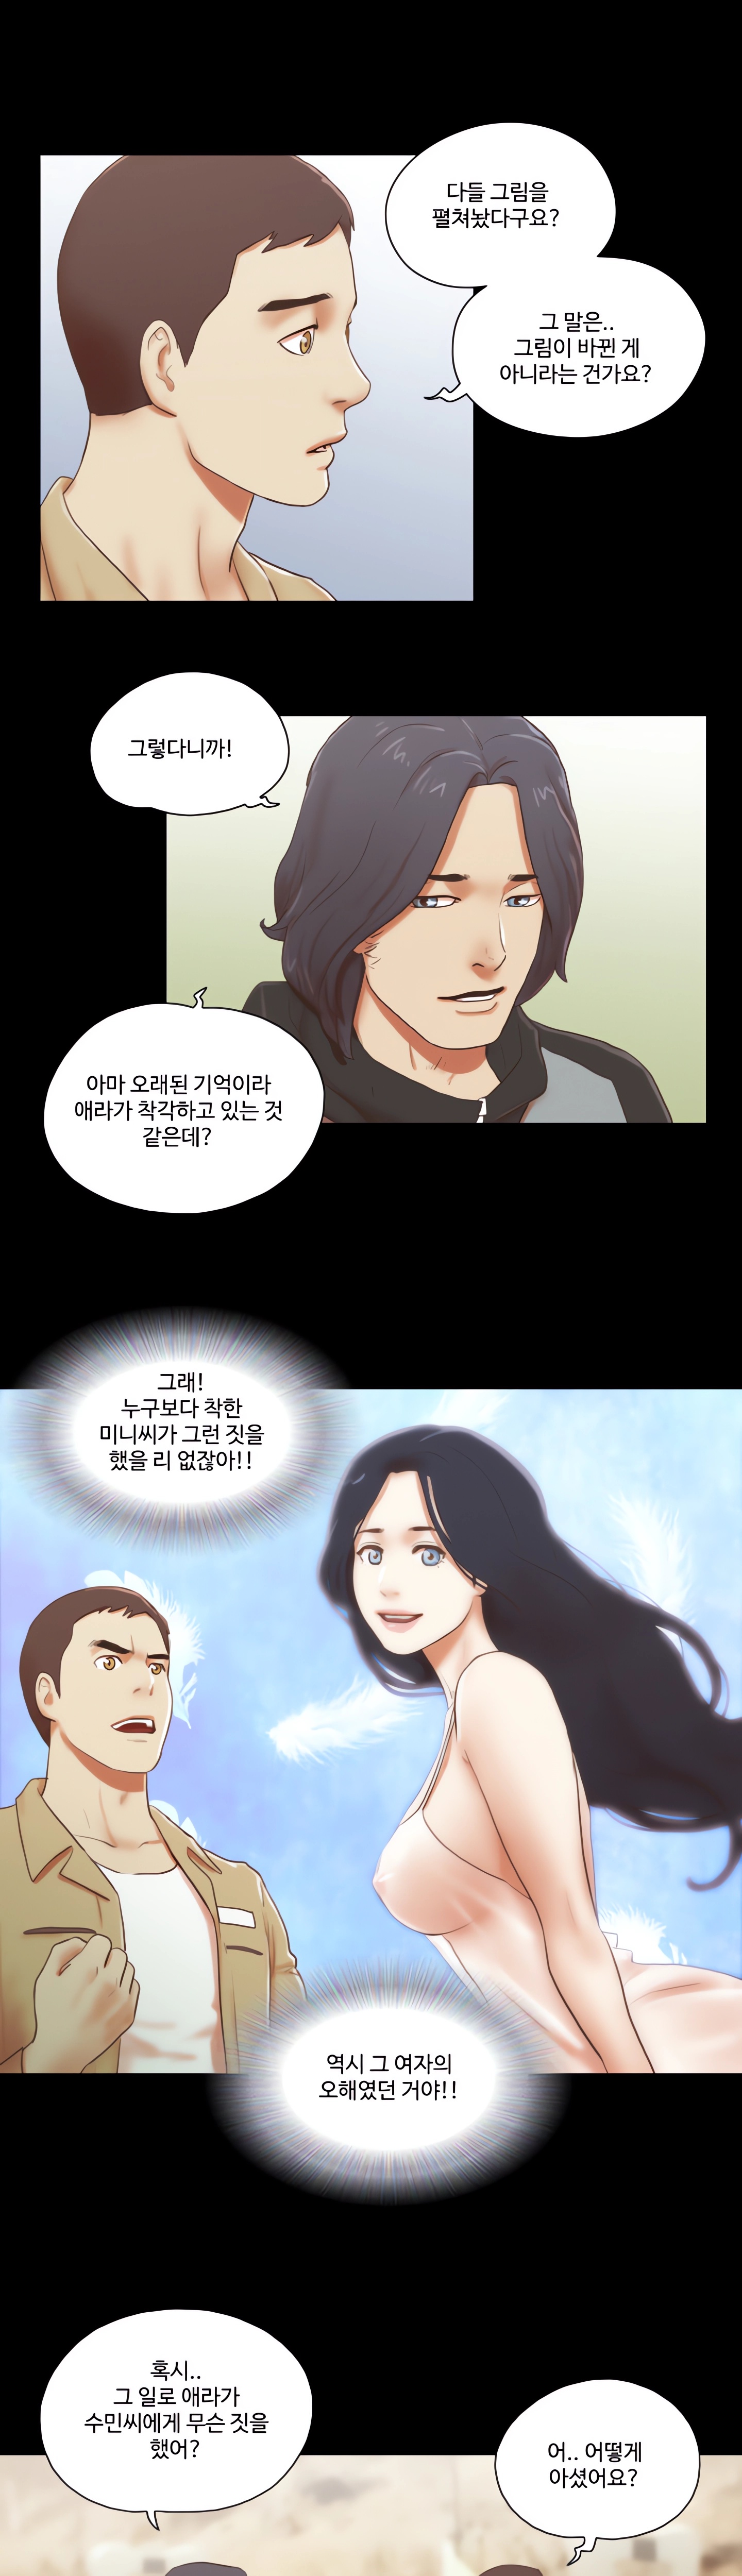 다들 그림을
펼쳐놨다구요?
그 말은..
그림이 바뀐 게
아니라는 건가요?
그렇다니까!
아마 오래된 기억이라
애라가 착각하고 있는 것
같은데?
그래!
누구보다 착한
미니씨가 그런 짓을
했을 리 없잖아!!
역시 그 여자의
오해였던 거야!!
혹시..
그 일로 애라가
수민씨에게 무슨 짓을
했어?
어.. 어떻게
아셨어요?